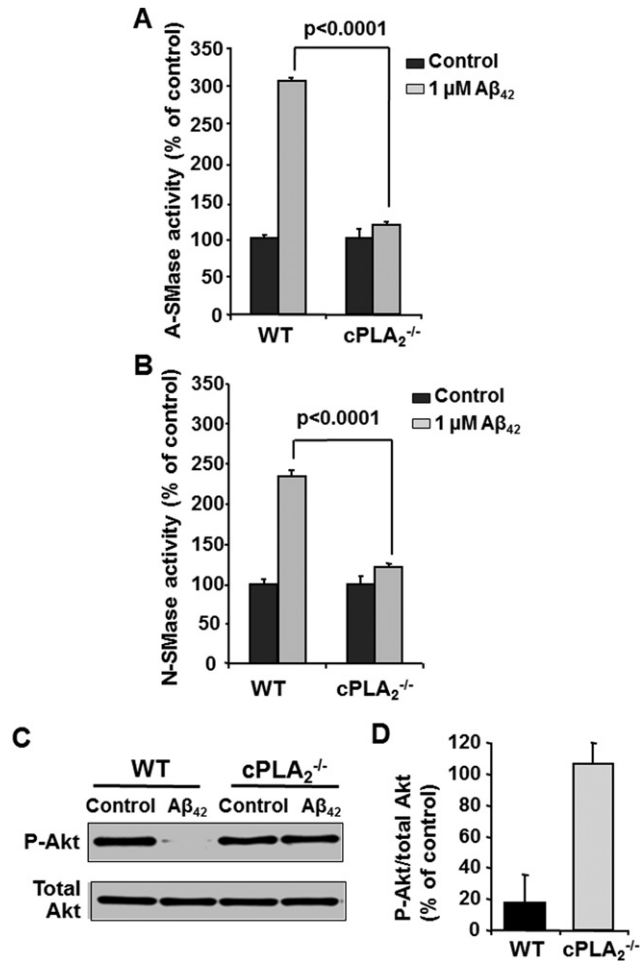 A
p<0.0001
Control
1 μM Aβ₄₂
A-SMase activity (% of control)
350
300
250
200
150
100
50
0
WT cPLA₂⁻/⁻
B
p<0.0001
Control
1 μM Aβ₄₂
N-SMase activity (% of control)
350
300
250
200
150
100
50
0
WT cPLA₂⁻/⁻
C
WT cPLA₂⁻/⁻
Control Aβ₄₂ Control Aβ₄₂
P-Akt
Total
Akt
D
P-Akt/total Akt
(% of control)
120
100
80
60
40
20
0
WT cPLA₂⁻/⁻